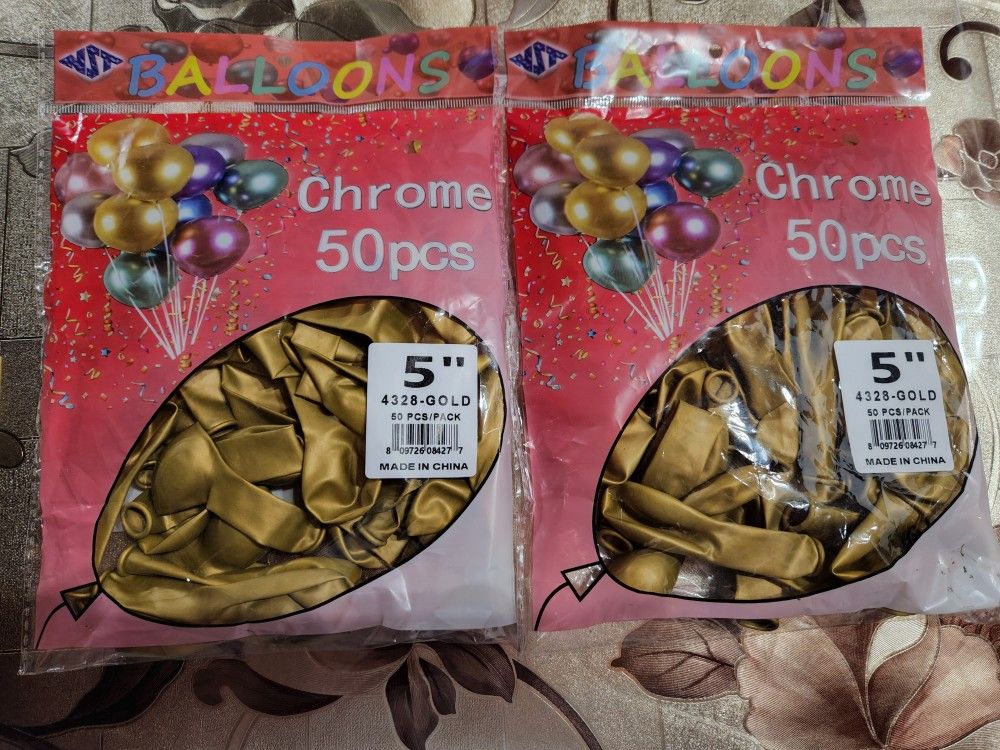 BALLOONS
Chrome
50pcs
5"
4328-GOLD
50 PCS/PACK
8 09726 08427 7
MADE IN CHINA
BALLOONS
Chrome
50pcs
5"
4328-GOLD
50 PCS/PACK
8 09726 08427 7
MADE IN CHINA